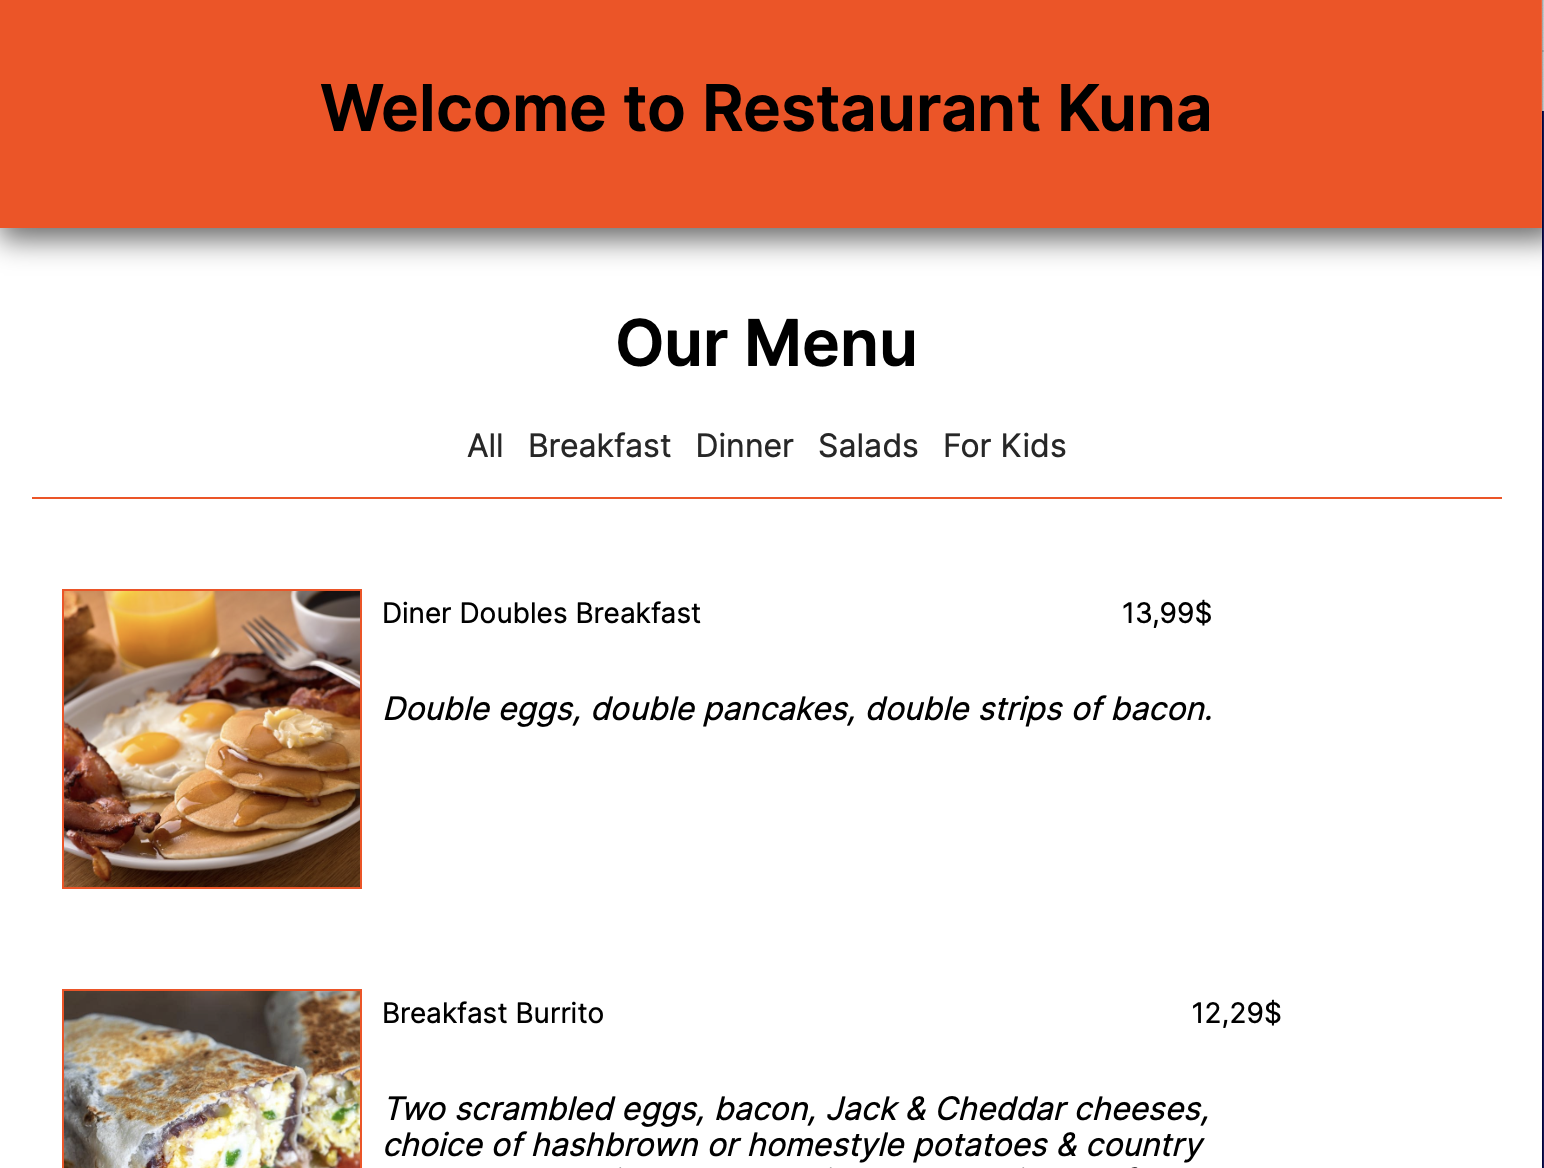 Welcome to Restaurant Kuna
Our Menu
All Breakfast Dinner Salads For Kids
Diner Doubles Breakfast 13,99$
Double eggs, double pancakes, double strips of bacon.
Breakfast Burrito 12,29$
Two scrambled eggs, bacon, Jack & Cheddar cheeses,
choice of hashbrown or homestyle potatoes & country